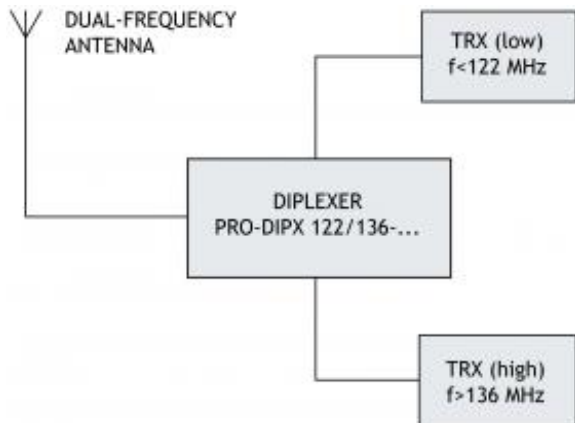 DUAL-FREQUENCY
ANTENNA
TRX (low)
f<122 MHz
DIPLEXER
PRO-DIPX 122/136-...
TRX (high)
f>136 MHz